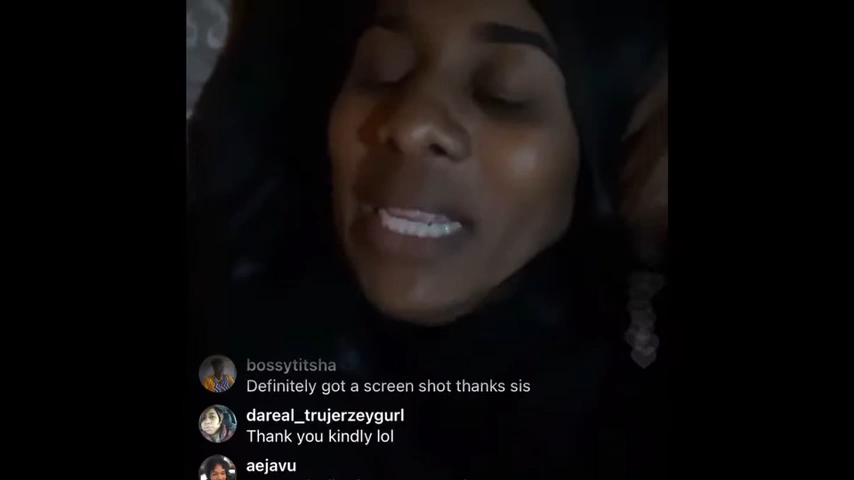 bossytitsha
Definitely got a screen shot thanks sis
dareal_trujerzeygurl
Thank you kindly lol
aejavu